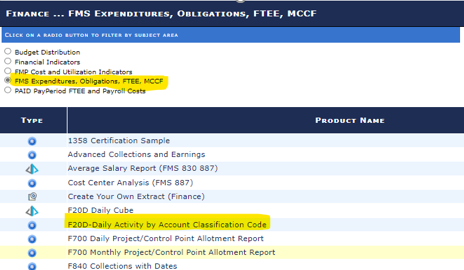 Finance ... FMS Expenditures, Obligations, FTEE, MCCF
Click on a radio button to filter by subject area
Budget Distribution
Financial Indicators
FMP Cost and Utilization Indicators
FMS Expenditures, Obligations, FTEE, MCCF
PAID PayPeriod FTEE and Payroll Costs
Type Product Name
1358 Certification Sample
Advanced Collections and Earnings
Average Salary Report (FMS 830 887)
Cost Center Analysis (FMS 887)
Create Your Own Extract (Finance)
F20D Daily Cube
F20D-Daily Activity by Account Classification Code
F700 Daily Project/Control Point Allotment Report
F700 Monthly Project/Control Point Allotment Report
F840 Collections with Dates